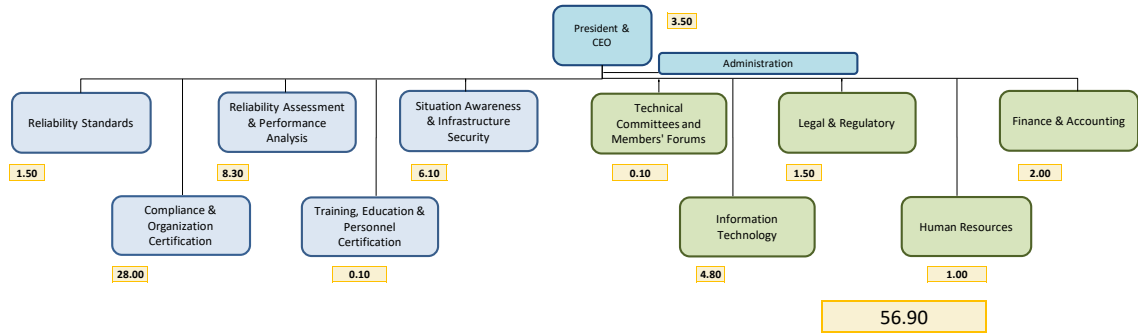 President &
CEO
3.50
Administration
Reliability Standards
1.50
Reliability Assessment
& Performance
Analysis
8.30
Situation Awareness
& Infrastructure
Security
6.10
Technical
Committees and
Members' Forums
0.10
Legal & Regulatory
1.50
Finance & Accounting
2.00
Compliance &
Organization
Certification
28.00
Training, Education &
Personnel
Certification
0.10
Information
Technology
4.80
Human Resources
1.00
56.90